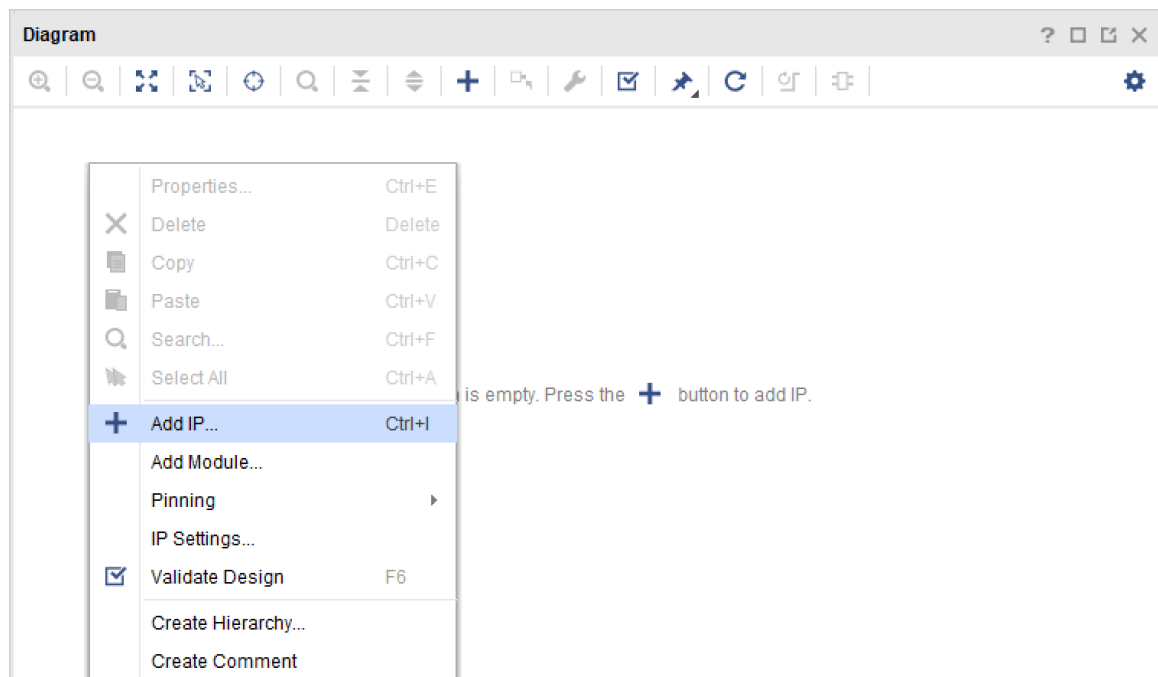 Diagram
Properties... Ctrl+E
Delete Delete
Copy Ctrl+C
Paste Ctrl+V
Search... Ctrl+F
Select All Ctrl+A
is empty. Press the button to add IP.
Add IP... Ctrl+I
Add Module...
Pinning
IP Settings...
Validate Design F6
Create Hierarchy...
Create Comment